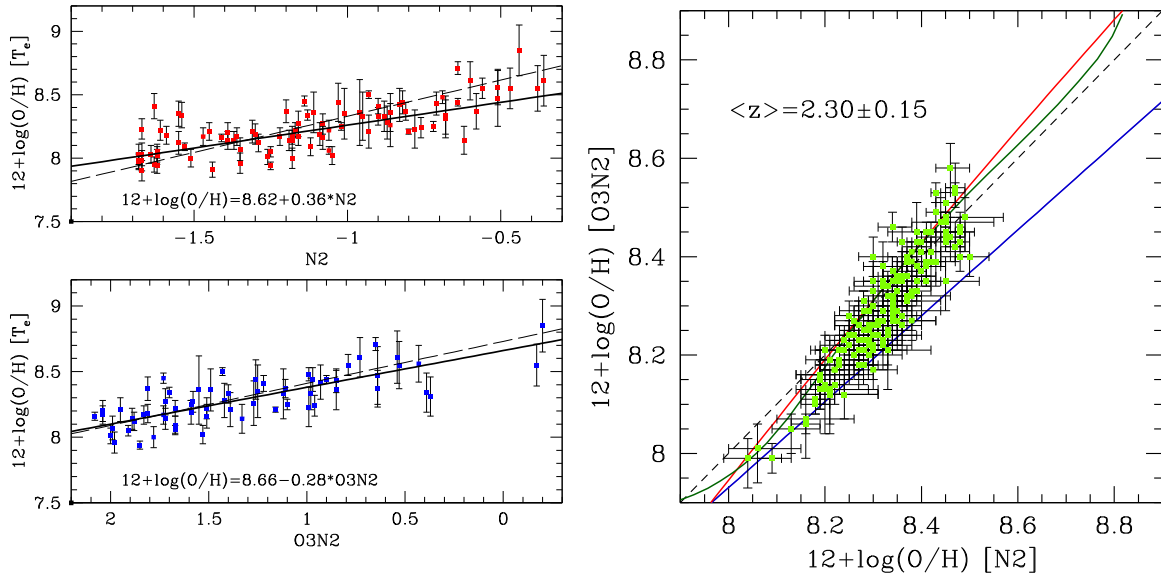 12+log(O/H) [Te]
9
8.5
8
7.5
12+log(O/H)=8.62+0.36*N2
−1.5
−1
−0.5
N2
12+log(O/H) [Te]
9
8.5
8
7.5
12+log(O/H)=8.66−0.28*O3N2
2
1.5
1
0.5
0
O3N2
12+log(O/H) [O3N2]
8.8
8.6
8.4
8.2
8
<z>=2.30±0.15
8
8.2
8.4
8.6
8.8
12+log(O/H) [N2]